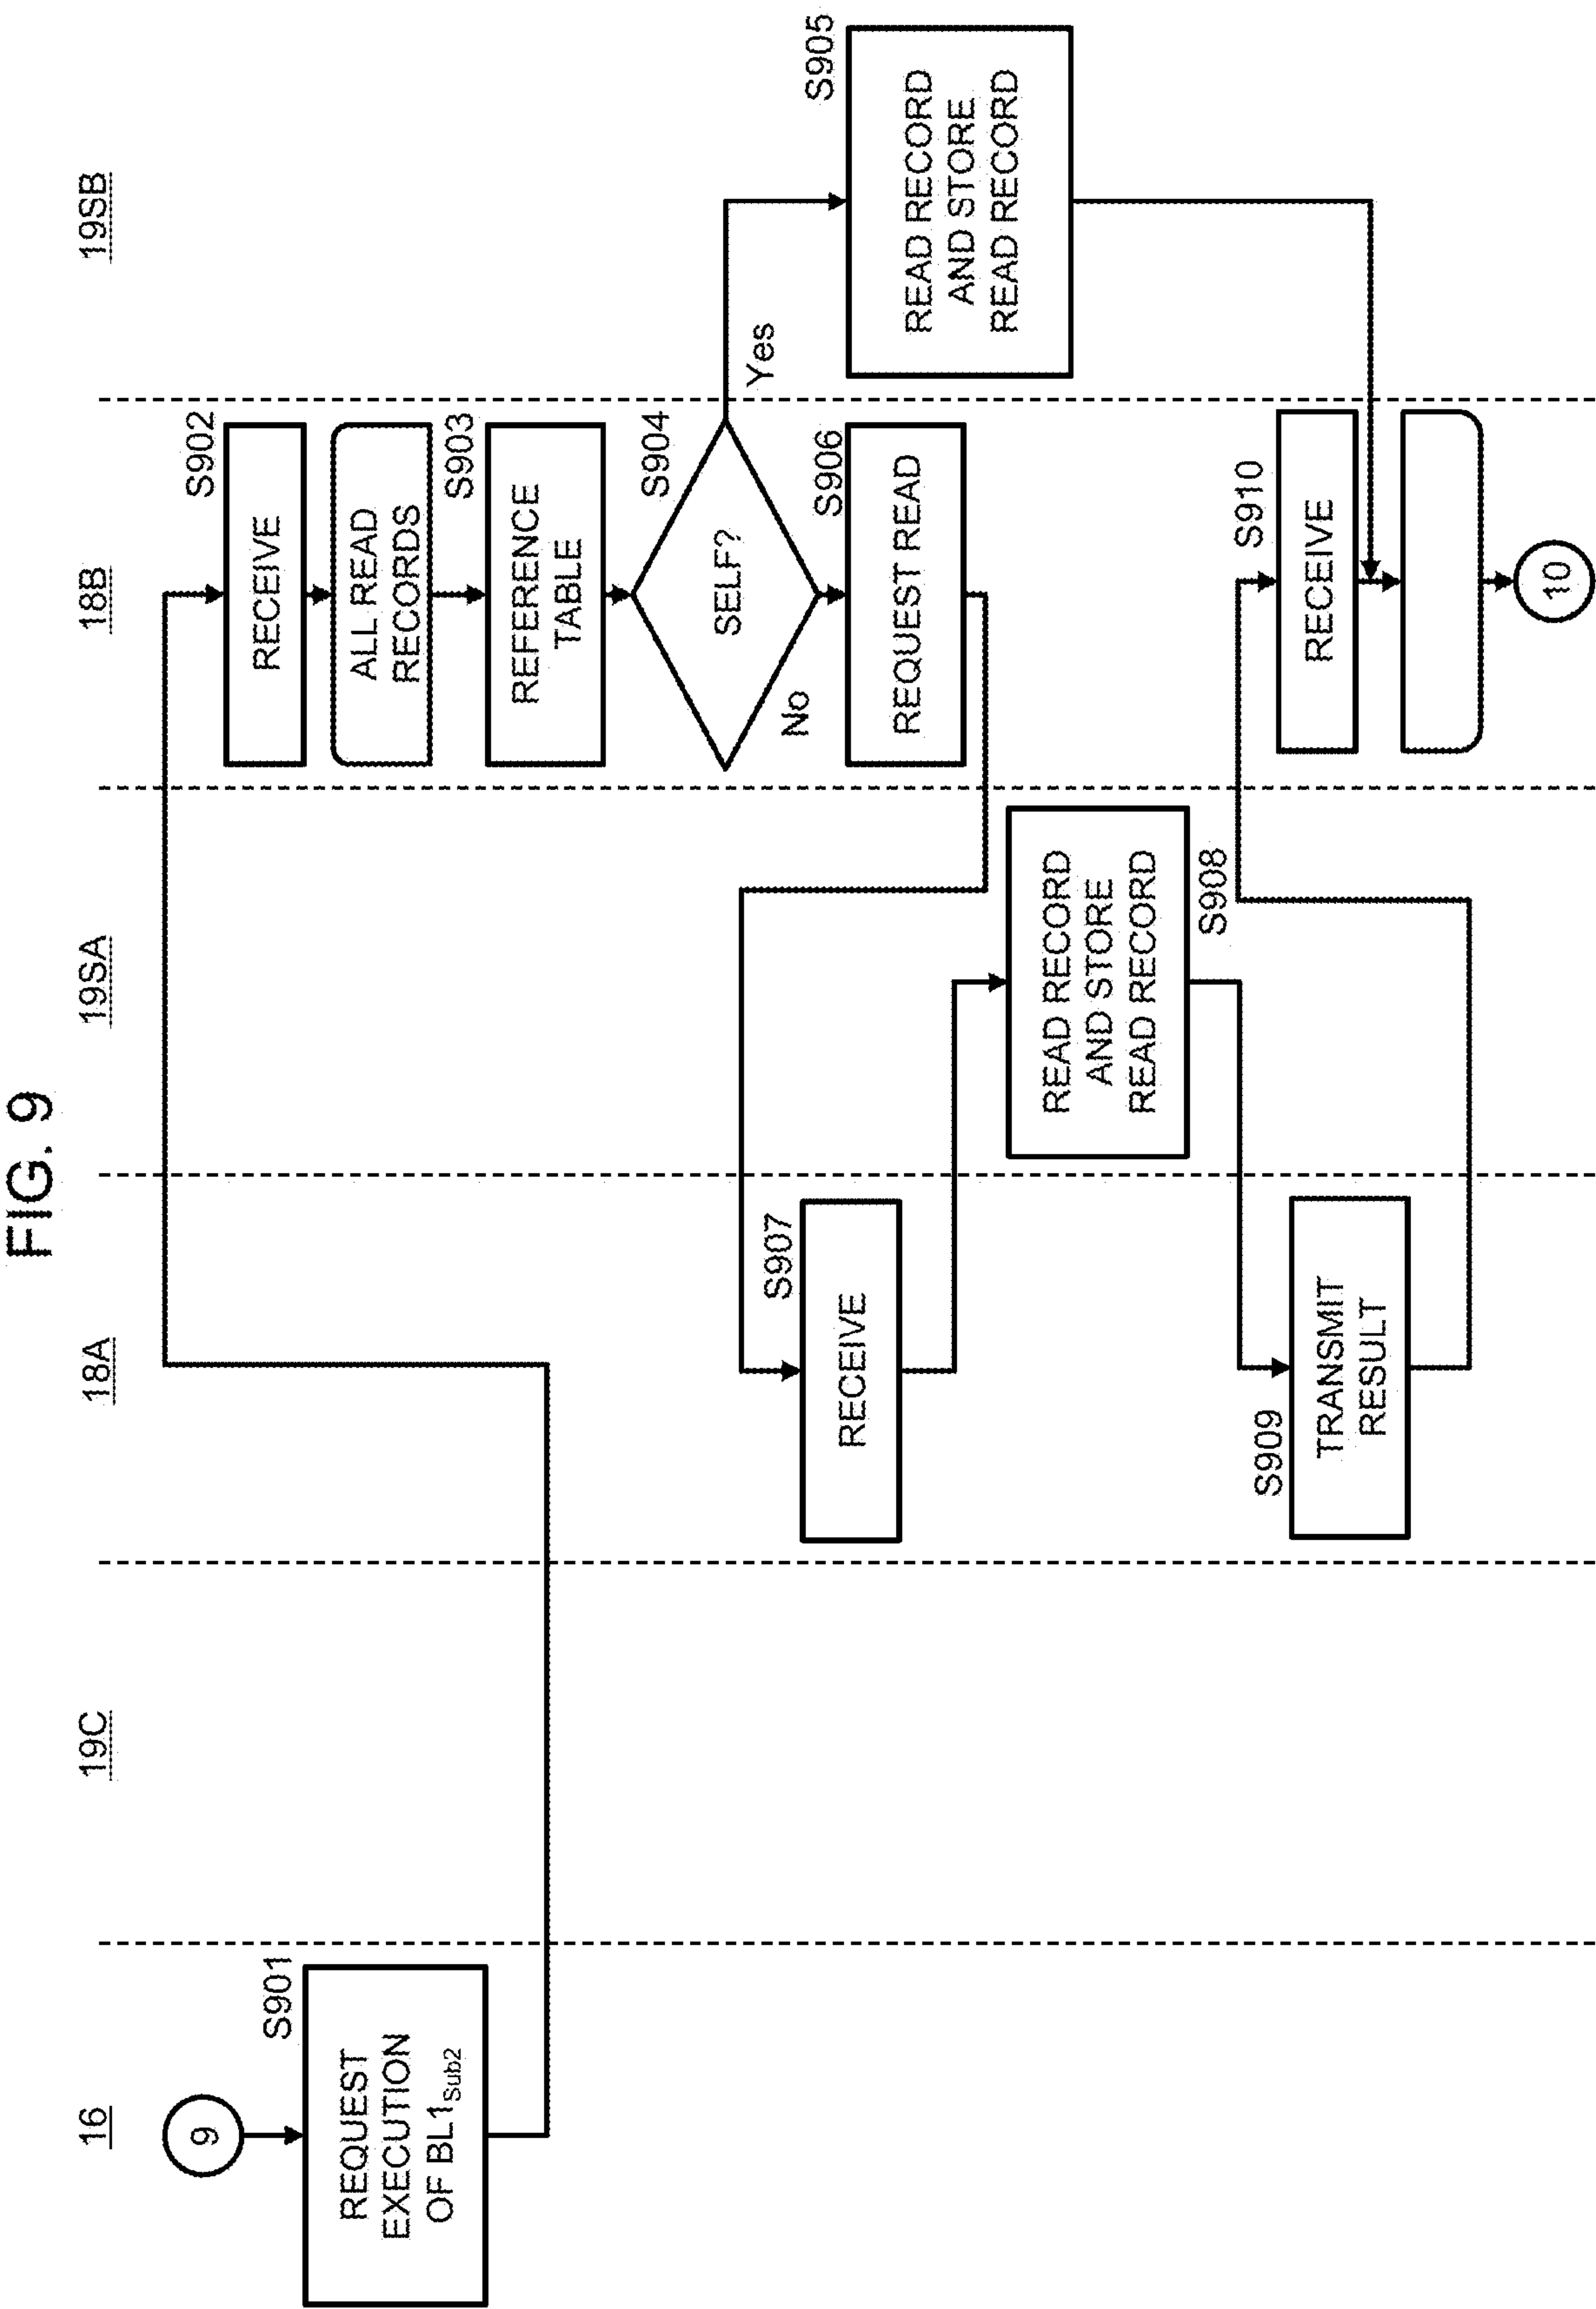 FIG. 9
16
19C
18A
19SA
18B
19SB
9
S901
REQUEST
EXECUTION
OF BL1Sub2
S902
RECEIVE
ALL READ
RECORDS
S903
REFERENCE
TABLE
S904
SELF?
Yes
No
S905
READ RECORD
AND STORE
READ RECORD
S906
REQUEST READ
S907
RECEIVE
READ RECORD
AND STORE
READ RECORD
S908
S909
TRANSMIT
RESULT
S910
RECEIVE
10